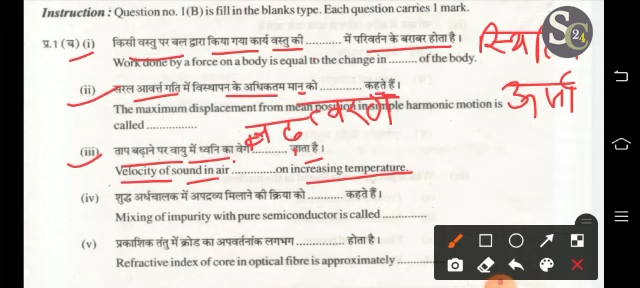 Instruction : Question no. 1(B) is fill in the blanks type. Each question carries 1 mark.
प्र.1 (ब) (i) किसी वस्तु पर बल द्वारा किया गया कार्य वस्तु की ............ में परिवर्तन के बराबर होता है।
Work done by a force on a body is equal to the change in .......... of the body.
(ii) सरल आवर्त्त गति में विस्थापन के अधिकतम मान को ............ कहते हैं।
The maximum displacement from mean position in simple harmonic motion is
called ...............
(iii) ताप बढ़ाने पर वायु में ध्वनि का वेग .......... जाता है।
Velocity of sound in air ............on increasing temperature.
(iv) शुद्ध अर्धचालक में अपद्रव्य मिलाने की क्रिया को .......... कहते हैं।
Mixing of impurity with pure semiconductor is called .............
(v) प्रकाशिक तंतु में क्रोड का अपवर्तनांक लगभग ............... होता है।
Refractive index of core in optical fibre is approximately ............
ऊर्जा
SC 24